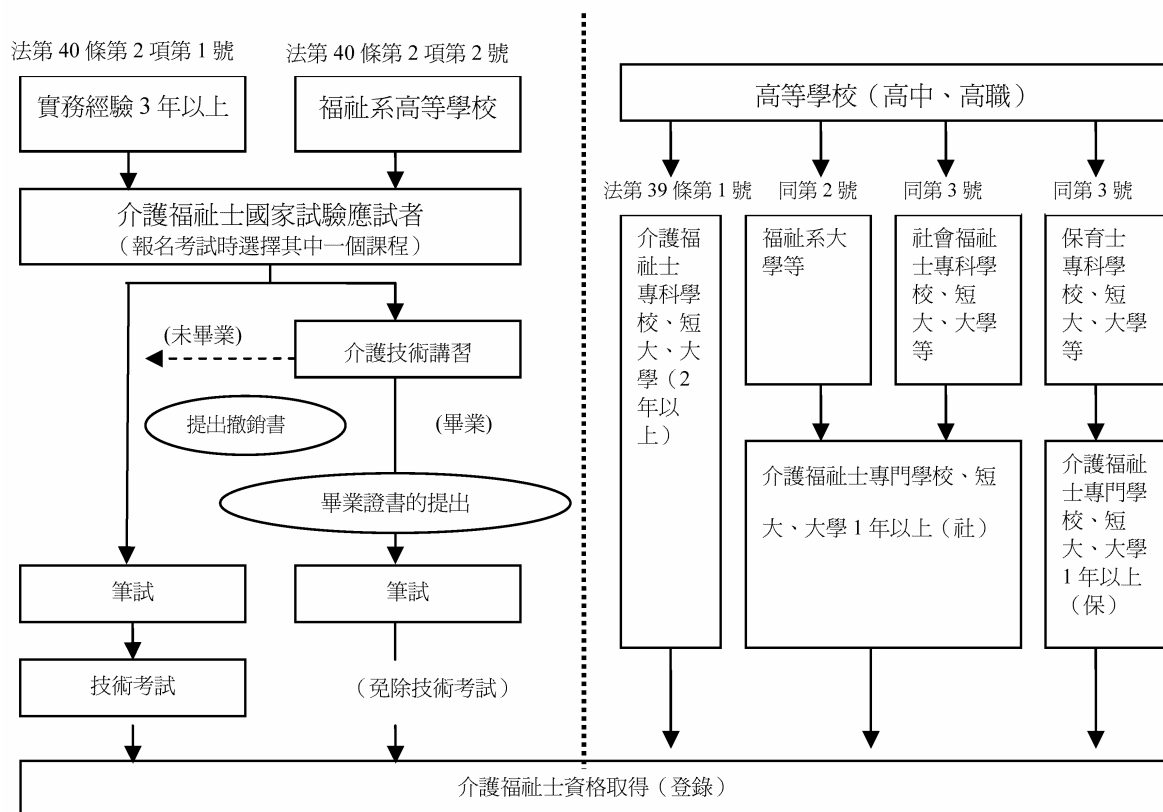 法第 40 條第 2 項第 1 號
法第 40 條第 2 項第 2 號
實務經驗 3 年以上
福祉系高等學校
介護福祉士國家試驗應試者
（報名考試時選擇其中一個課程）
(未畢業)
介護技術講習
提出撤銷書
(畢業)
畢業證書的提出
筆試
筆試
技術考試
（免除技術考試）
高等學校（高中、高職）
法第 39 條第 1 號
同第 2 號
同第 3 號
同第 3 號
介護福
祉士
專科學
校、短
大、大
學（2
年以
上）
福祉系大
學等
社會福祉
士專科學
校、短
大、大學
等
保育士
專科學
校、短
大、大學
等
介護福祉士專門學校、短
大、大學 1 年以上（社）
介護福祉
士專門學
校、短
大、大學
1 年以上
（保）
介護福祉士資格取得（登錄）